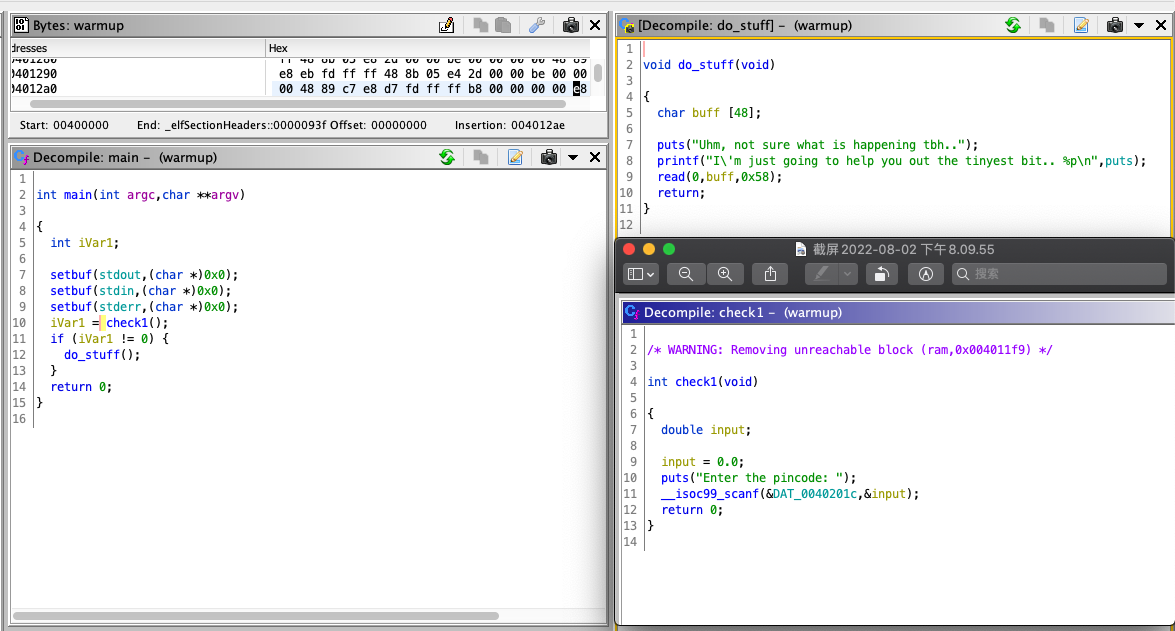 Bytes: warmup
dresses
Hex
0401280
ff 48 8b 05 e8 2d 00 00 be 00 00 00 00 48 89
0401290
e8 eb fd ff ff 48 8b 05 e4 2d 00 00 be 00 00
04012a0
00 48 89 c7 e8 d7 fd ff ff b8 00 00 00 00 e8
Start: 00400000 End: _elfSectionHeaders::0000093f Offset: 00000000 Insertion: 004012ae
Decompile: main – (warmup)
1
2 int main(int argc,char **argv)
3
4 {
5 int iVar1;
6
7 setbuf(stdout,(char *)0x0);
8 setbuf(stdin,(char *)0x0);
9 setbuf(stderr,(char *)0x0);
10 iVar1 = check1();
11 if (iVar1 != 0) {
12 do_stuff();
13 }
14 return 0;
15 }
16
[Decompile: do_stuff] – (warmup)
1
2 void do_stuff(void)
3
4 {
5 char buff [48];
6
7 puts("Uhm, not sure what is happening tbh..");
8 printf("I\'m just going to help you out the tinyest bit.. %p\n",puts);
9 read(0,buff,0x58);
10 return;
11 }
12
截屏2022-08-02 下午8.09.55
搜索
Decompile: check1 – (warmup)
1
2 /* WARNING: Removing unreachable block (ram,0x004011f9) */
3
4 int check1(void)
5
6 {
7 double input;
8
9 input = 0.0;
10 puts("Enter the pincode: ");
11 __isoc99_scanf(&DAT_0040201c,&input);
12 return 0;
13 }
14